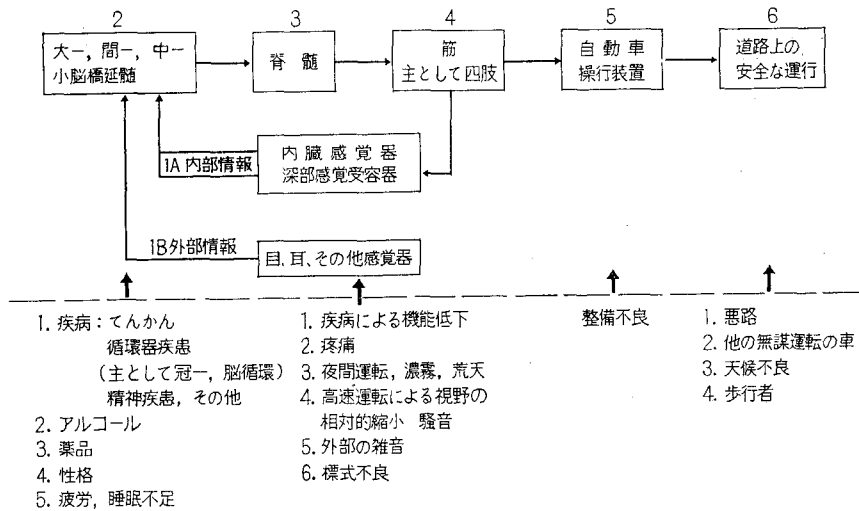 2
3
4
5
6
大一, 間一, 中一
小脳橋延髄
脊髄
筋
主として四肢
自動車
操行装置
道路上の
安全な運行
1A 内部情報
内臓感覚器
深部感覚受容器
1B外部情報
目、耳、その他感覚器
1. 疾病：てんかん
循環器疾患
(主として冠一, 脳循環)
精神疾患, その他
2. アルコール
3. 薬品
4. 性格
5. 疲労, 睡眠不足
1. 疾病による機能低下
2. 疼痛
3. 夜間運転, 濃霧, 荒天
4. 高速運転による視野の
相対的縮小 騒音
5. 外部の雑音
6. 標式不良
整備不良
1. 悪路
2. 他の無謀運転の車
3. 天候不良
4. 歩行者